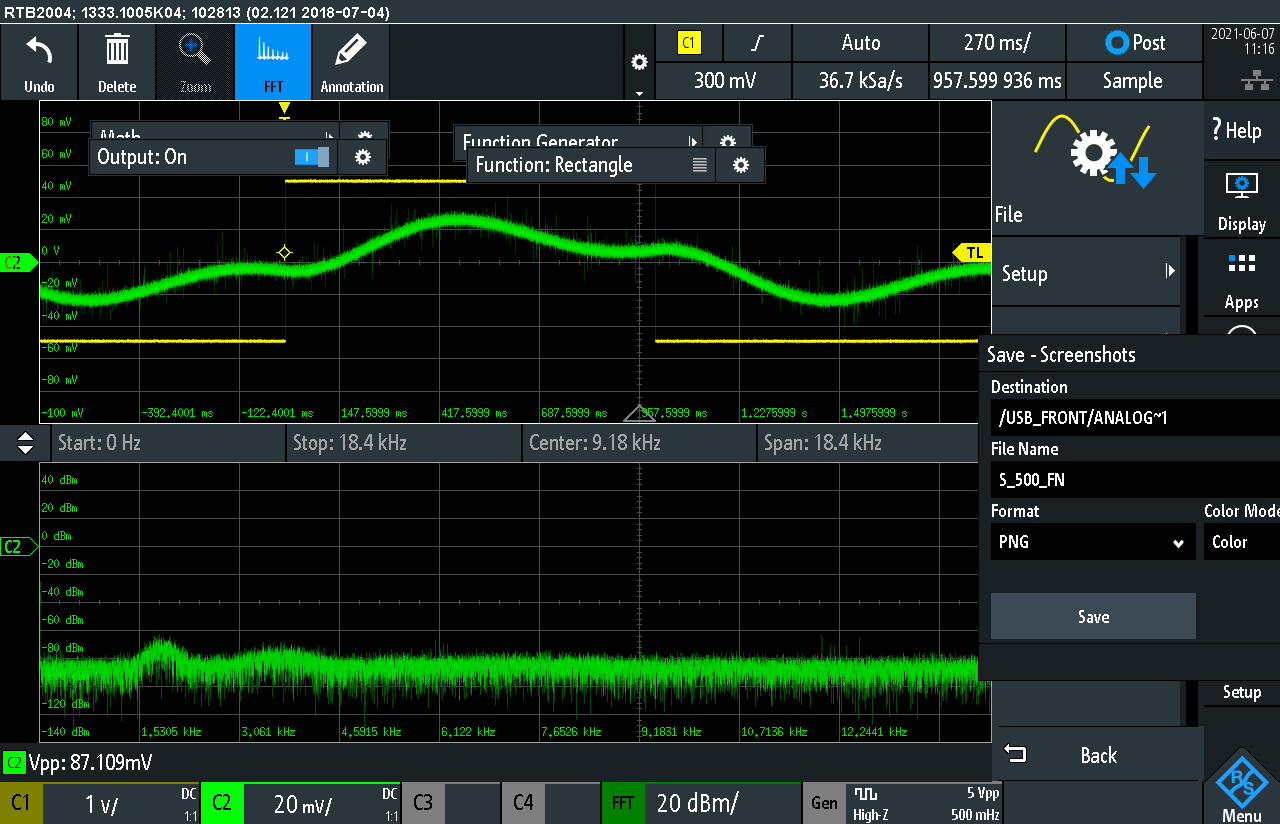 RTB2004; 1333.1005K04; 102813 (02.121 2018-07-04)
Undo
Delete
Zoom
FFT
Annotation
C1
Auto
270 ms/
Post
2021-06-07
11:16
300 mV
36.7 kSa/s
957.599 936 ms
Sample
80 mV
60 mV
40 mV
20 mV
0 V
-20 mV
-40 mV
-60 mV
-80 mV
-100 mV
Math
Output: On
Function Generator
Function: Rectangle
C2
TL
-392.4001 ms
-122.4001 ms
147.5999 ms
417.5999 ms
687.5999 ms
957.5999 ms
1.2275999 s
1.4975999 s
File
? Help
Display
Setup
Apps
Save - Screenshots
Destination
/USB_FRONT/ANALOG~1
File Name
S_500_FN
Format
Color Mode
PNG
Color
Save
Start: 0 Hz
Stop: 18.4 kHz
Center: 9.18 kHz
Span: 18.4 kHz
40 dBm
20 dBm
0 dBm
C2
-20 dBm
-40 dBm
-60 dBm
-80 dBm
-120 dBm
-140 dBm
1.5305 kHz
3.061 kHz
4.5915 kHz
6.122 kHz
7.6526 kHz
9.1831 kHz
10.7136 kHz
12.2441 kHz
Setup
Back
C2 Vpp: 87.109mV
C1
1 V/
DC
1:1
C2
20 mV/
DC
1:1
C3
C4
FFT
20 dBm/
Gen
High-Z
5 Vpp
500 mHz
R&S
Menu